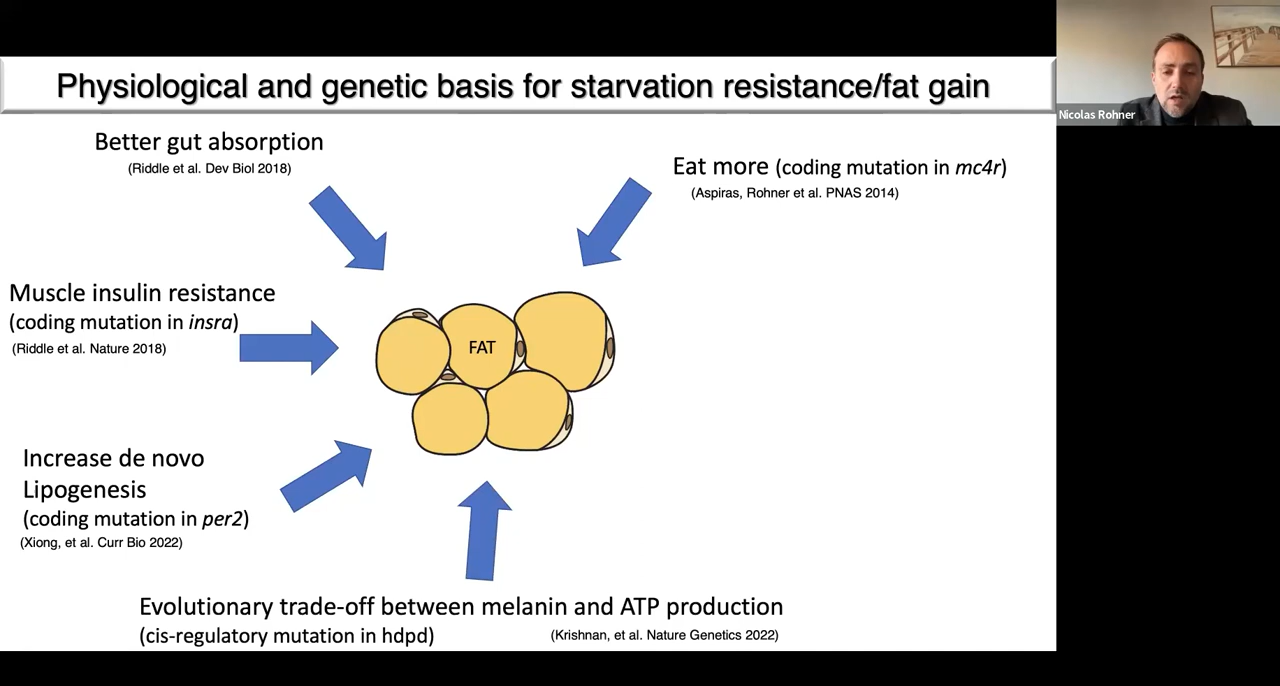 Physiological and genetic basis for starvation resistance/fat gain
Nicolas Rohner
Better gut absorption
(Riddle et al. Dev Biol 2018)
Eat more (coding mutation in mc4r)
(Aspiras, Rohner et al. PNAS 2014)
Muscle insulin resistance
(coding mutation in insra)
(Riddle et al. Nature 2018)
FAT
Increase de novo
Lipogenesis
(coding mutation in per2)
(Xiong, et al. Curr Bio 2022)
Evolutionary trade-off between melanin and ATP production
(cis-regulatory mutation in hdpd)
(Krishnan, et al. Nature Genetics 2022)